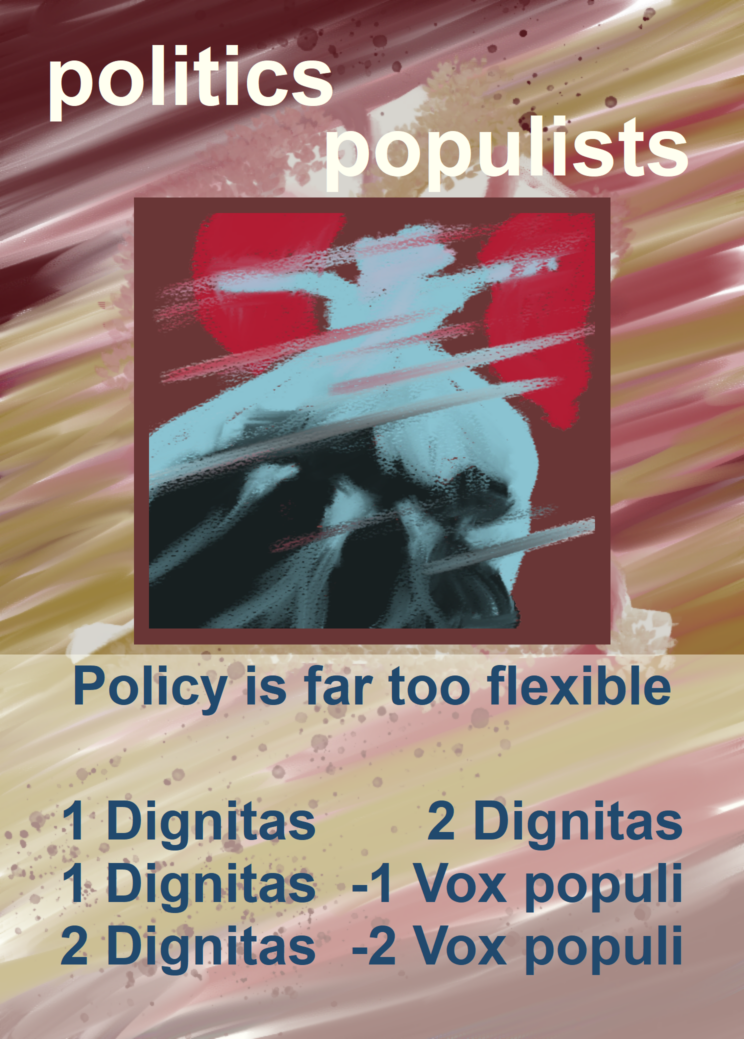 politics
populists
Policy is far too flexible
1 Dignitas 2 Dignitas
1 Dignitas -1 Vox populi
2 Dignitas -2 Vox populi